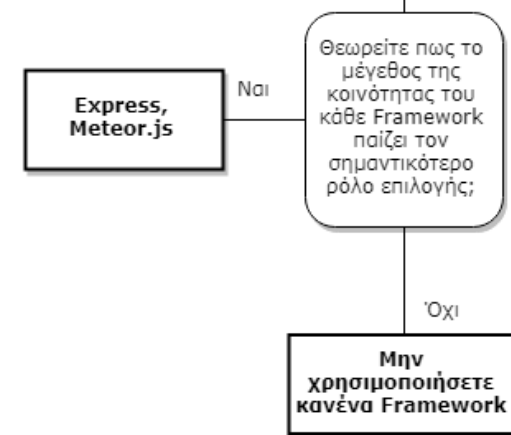 Θεωρείτε πως το
μέγεθος της
κοινότητας του
κάθε Framework
παίζει τον
σημαντικότερο
ρόλο επιλογής;
Ναι
Express,
Meteor.js
Όχι
Μην
χρησιμοποιήσετε
κανένα Framework